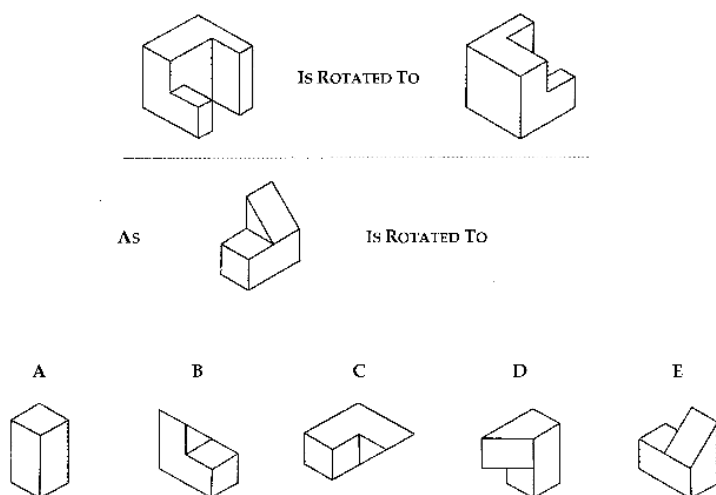 IS ROTATED TO
AS
IS ROTATED TO
A B C D E